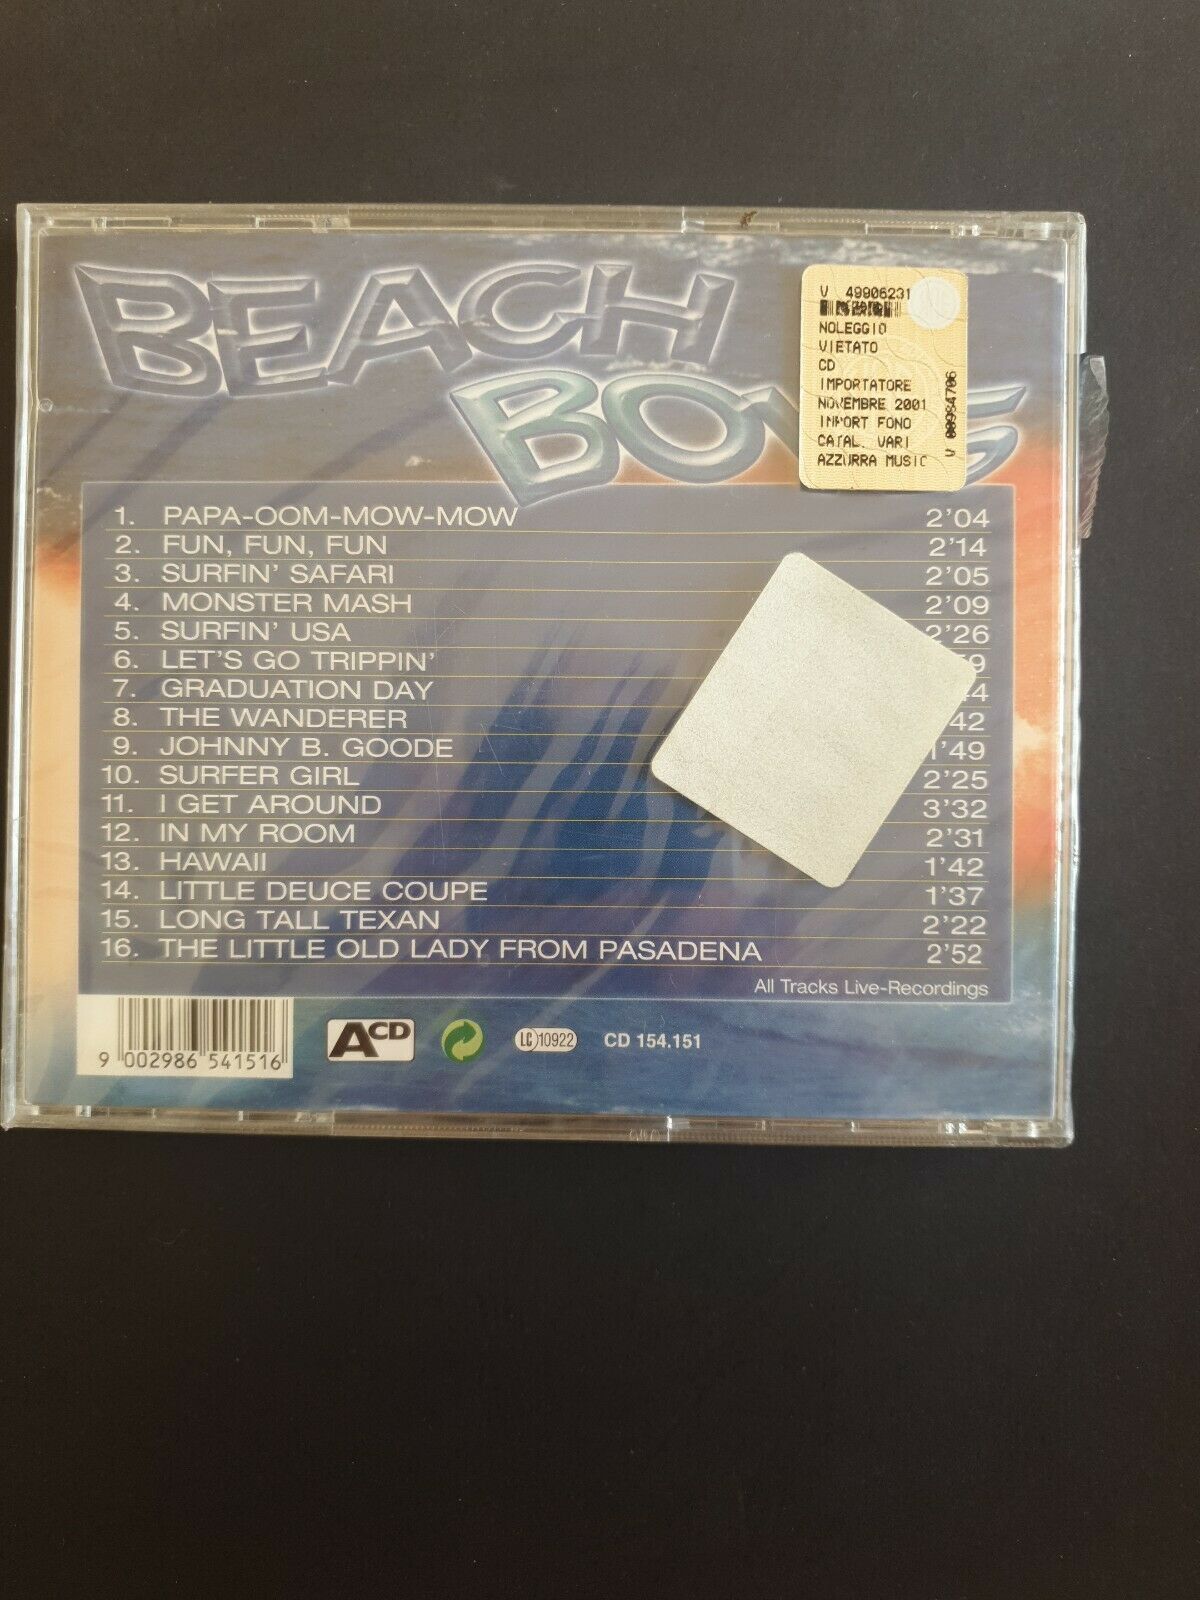 BEACH
BOYS
V 49906231
NOLEGGIO
VIETATO
CD
IMPORTATORE
NOVEMBRE 2001
IMPORT FONO
CATAL. VARI
AZZURRA MUSIC
V 00984706
1. PAPA-OOM-MOW-MOW 2'04
2. FUN, FUN, FUN 2'14
3. SURFIN' SAFARI 2'05
4. MONSTER MASH 2'09
5. SURFIN' USA 2'26
6. LET'S GO TRIPPIN'
7. GRADUATION DAY
8. THE WANDERER 42
9. JOHNNY B. GOODE 1'49
10. SURFER GIRL 2'25
11. I GET AROUND 3'32
12. IN MY ROOM 2'31
13. HAWAII 1'42
14. LITTLE DEUCE COUPE 1'37
15. LONG TALL TEXAN 2'22
16. THE LITTLE OLD LADY FROM PASADENA 2'52
All Tracks Live-Recordings
9 002986 541516
ACD
LC 10922
CD 154.151